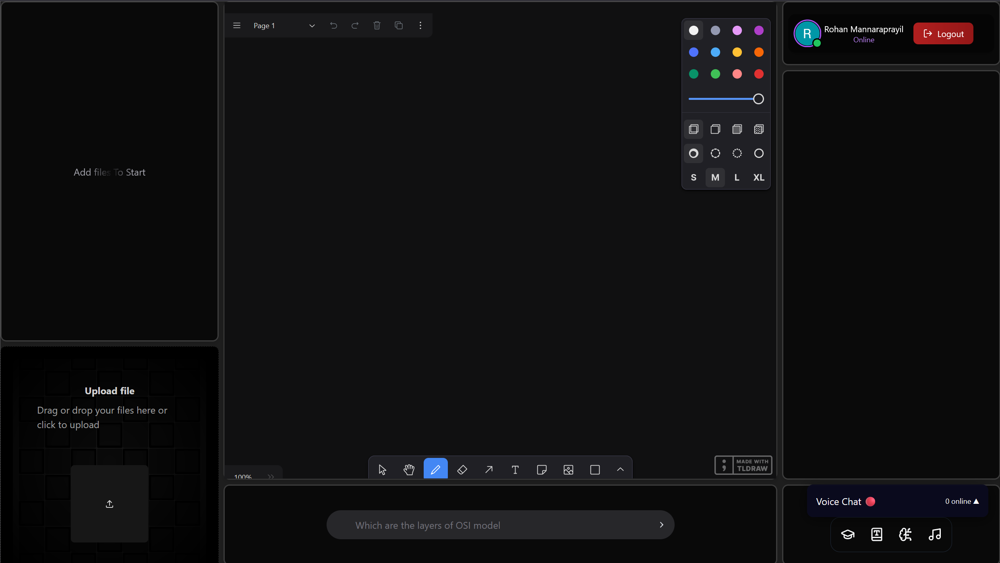 Add files To Start
Upload file
Drag or drop your files here or
click to upload
Page 1
S M L XL
100%
MADE WITH
TLDRAW
Which are the layers of OSI model
R
Rohan Mannaraprayil
Online
Logout
Voice Chat
0 online